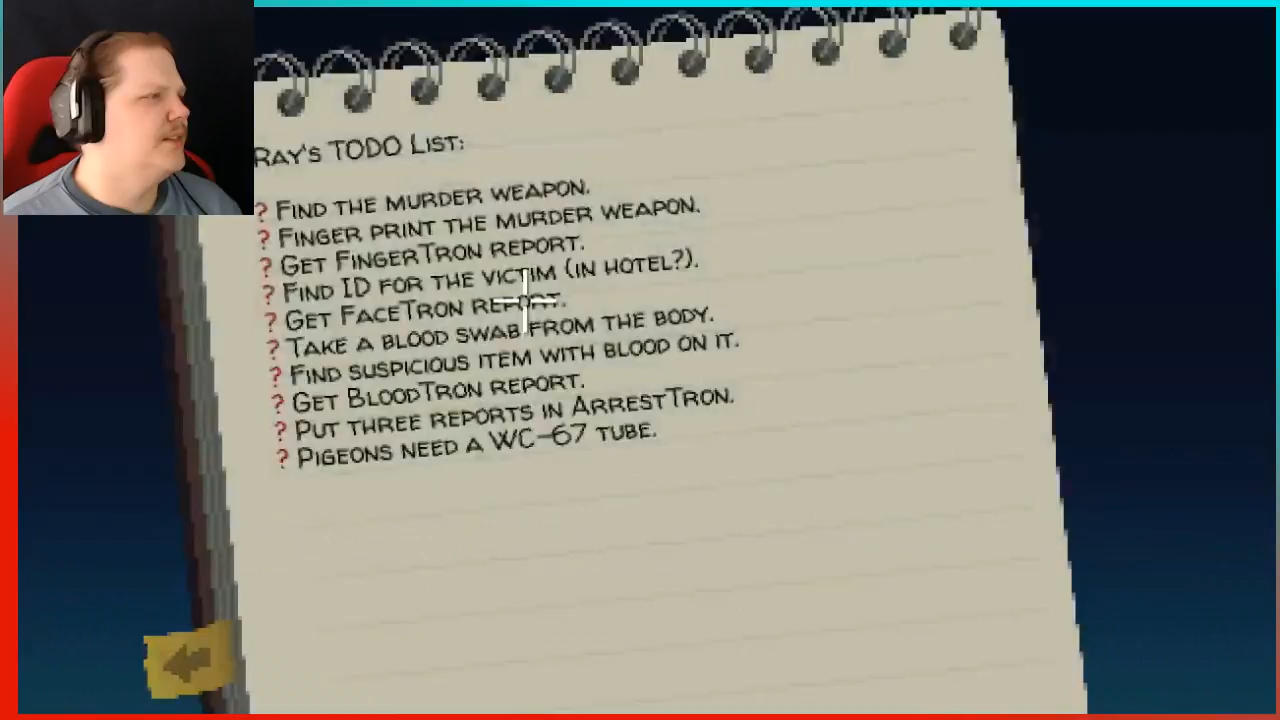 RAY'S TODO LIST:
? FIND THE MURDER WEAPON.
? FINGER PRINT THE MURDER WEAPON.
? GET FINGERTRON REPORT.
? FIND ID FOR THE VICTIM (IN HOTEL?).
? GET FACETRON REPORT.
? TAKE A BLOOD SWAB FROM THE BODY.
? FIND SUSPICIOUS ITEM WITH BLOOD ON IT.
? GET BLOODTRON REPORT.
? PUT THREE REPORTS IN ARRESTTRON.
? PIGEONS NEED A WC-67 TUBE.